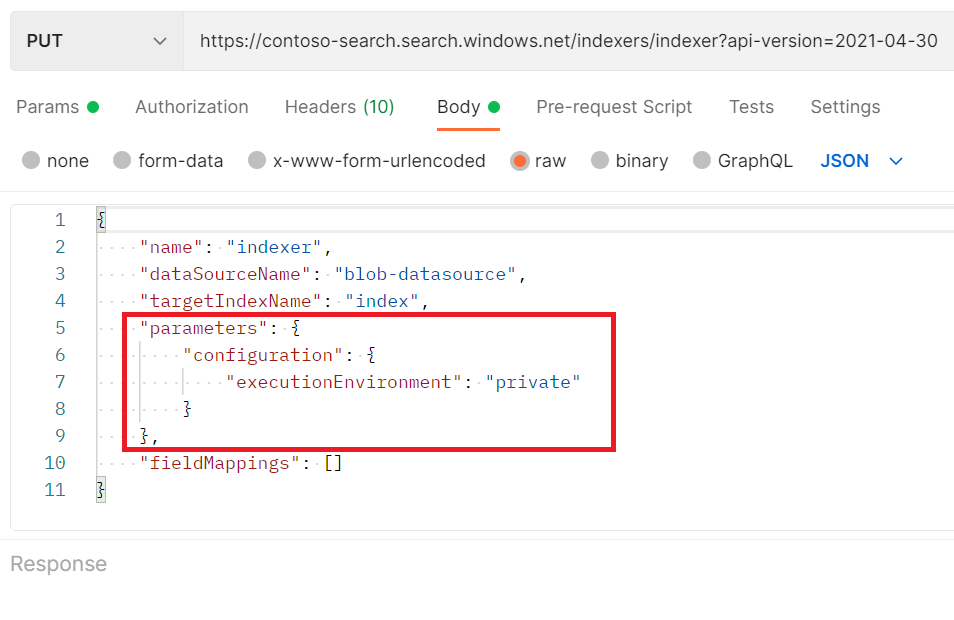 PUT https://contoso-search.search.windows.net/indexers/indexer?api-version=2021-04-30
Params Authorization Headers (10) Body Pre-request Script Tests Settings
none form-data x-www-form-urlencoded raw binary GraphQL JSON
1 {
2 "name": "indexer",
3 "dataSourceName": "blob-datasource",
4 "targetIndexName": "index",
5 "parameters": {
6 "configuration": {
7 "executionEnvironment": "private"
8 }
9 },
10 "fieldMappings": []
11 }
Response